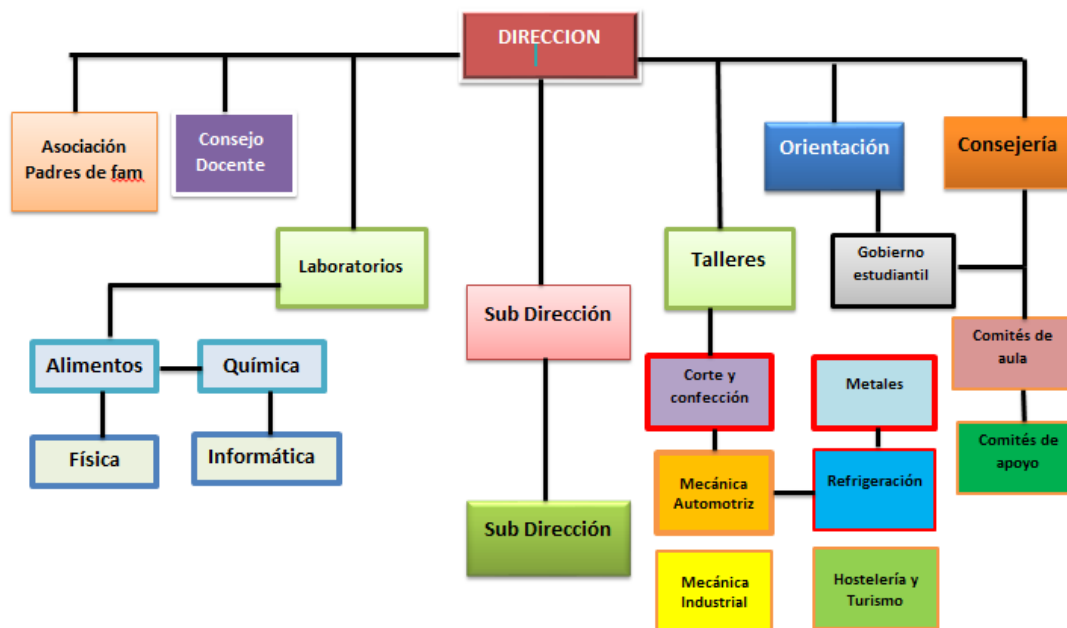 DIRECCION
Asociación
Padres de fam
Consejo
Docente
Orientación
Consejería
Laboratorios
Talleres
Gobierno
estudiantil
Sub Dirección
Comités de
aula
Alimentos
Química
Corte y
confección
Metales
Comités de
apoyo
Física
Informática
Mecánica
Automotriz
Refrigeración
Sub Dirección
Mecánica
Industrial
Hostelería y
Turismo